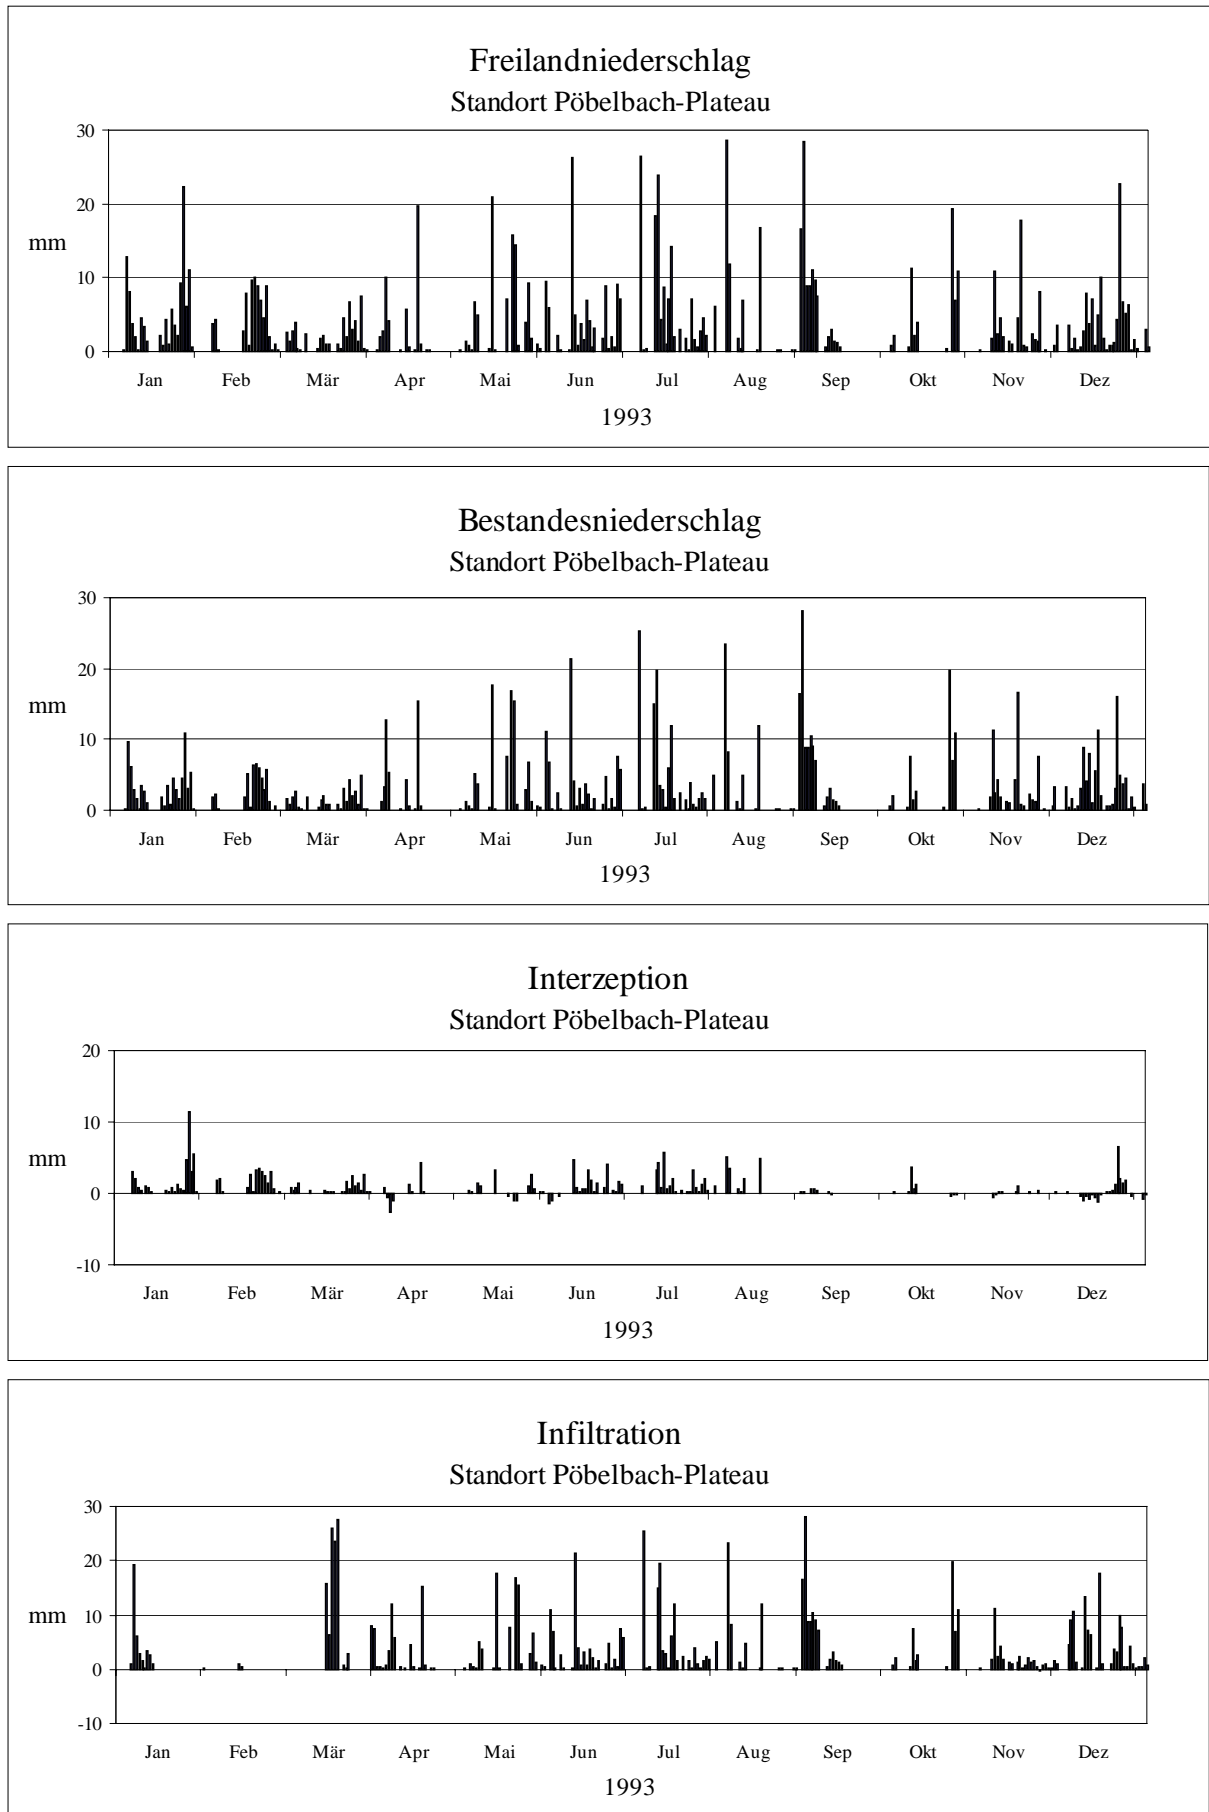 Freilandniederschlag
Standort Pöbelbach-Plateau
30
20
mm
10
0
Jan Feb Mär Apr Mai Jun Jul Aug Sep Okt Nov Dez
1993
Bestandesniederschlag
Standort Pöbelbach-Plateau
30
20
mm
10
0
Jan Feb Mär Apr Mai Jun Jul Aug Sep Okt Nov Dez
1993
Interzeption
Standort Pöbelbach-Plateau
20
10
mm
0
-10
Jan Feb Mär Apr Mai Jun Jul Aug Sep Okt Nov Dez
1993
Infiltration
Standort Pöbelbach-Plateau
30
20
mm
10
0
-10
Jan Feb Mär Apr Mai Jun Jul Aug Sep Okt Nov Dez
1993